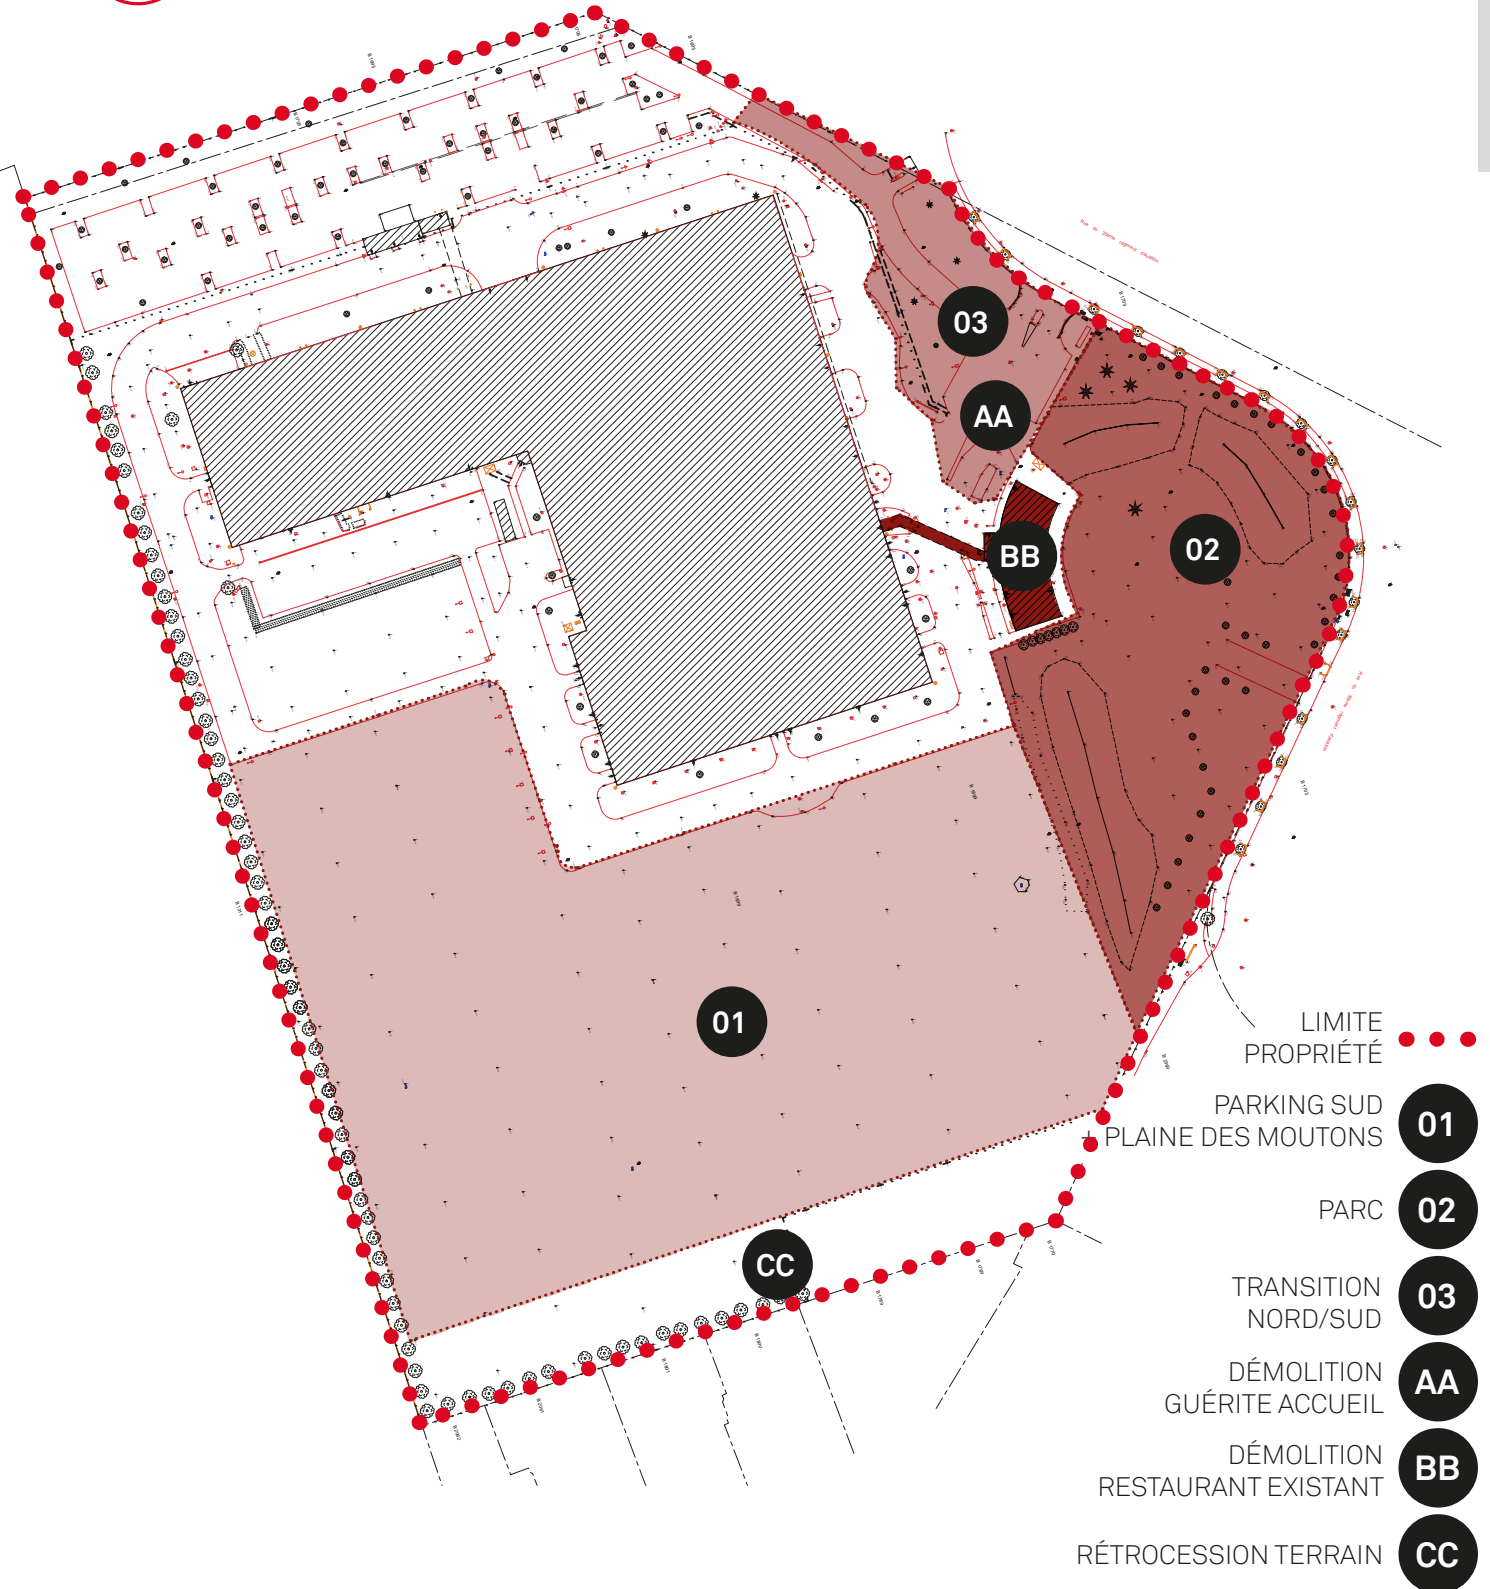 03
AA
BB
02
01
CC
LIMITE
PROPRIÉTÉ
PARKING SUD
PLAINE DES MOUTONS
01
PARC
02
TRANSITION
NORD/SUD
03
DÉMOLITION
GUÉRITE ACCUEIL
AA
DÉMOLITION
RESTAURANT EXISTANT
BB
RÉTROCESSION TERRAIN
CC